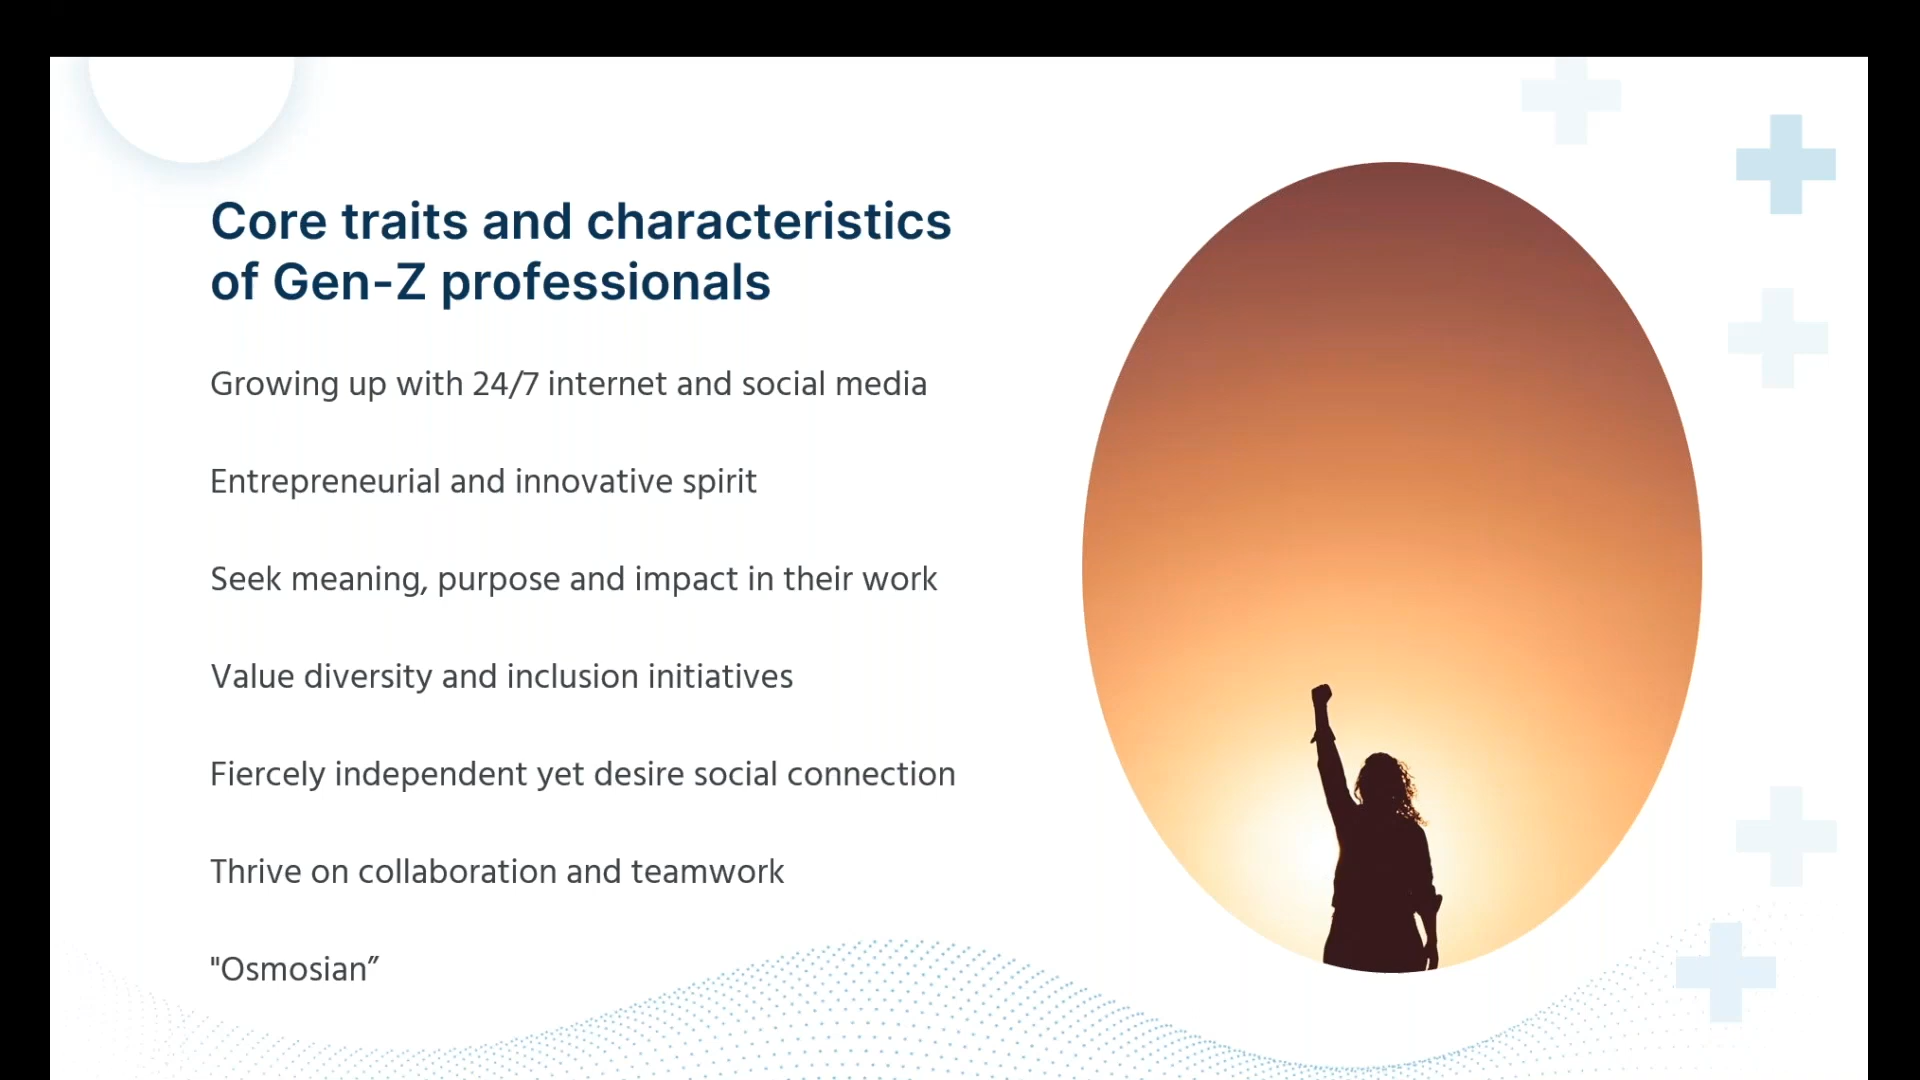 Core traits and characteristics
of Gen-Z professionals
Growing up with 24/7 internet and social media
Entrepreneurial and innovative spirit
Seek meaning, purpose and impact in their work
Value diversity and inclusion initiatives
Fiercely independent yet desire social connection
Thrive on collaboration and teamwork
"Osmosian”